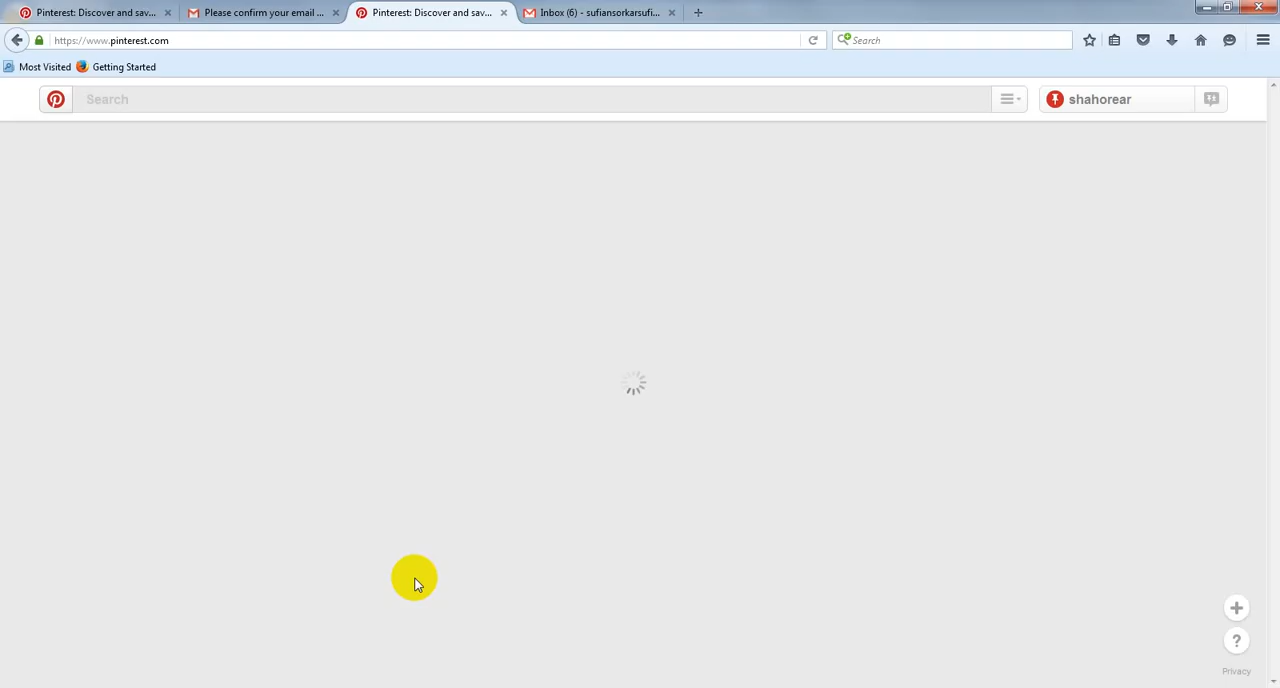 Pinterest: Discover and sav...
Please confirm your email ...
Pinterest: Discover and sav...
Inbox (6) - sufiansorkarsufi...
https://www.pinterest.com
Search
Most Visited
Getting Started
Search
shahorear
Privacy